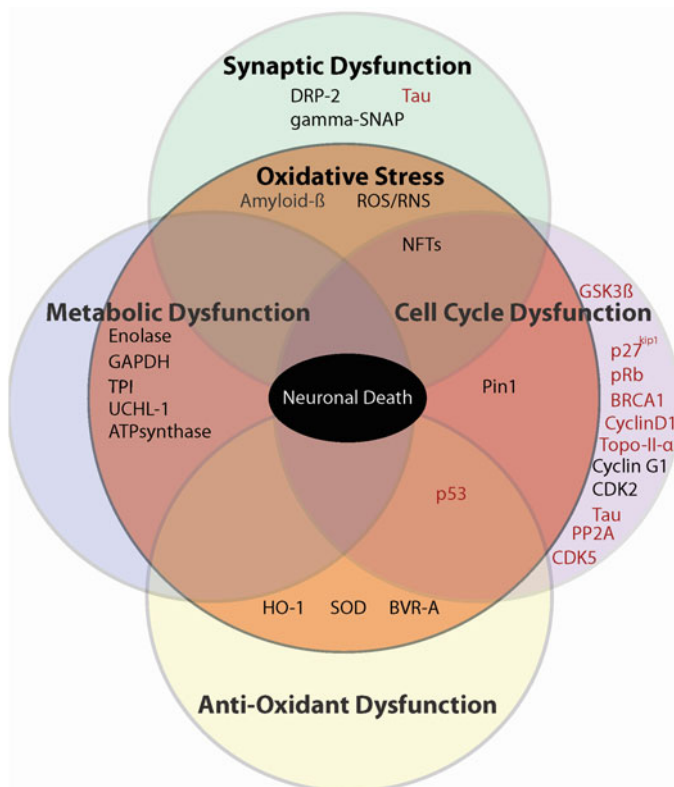 Synaptic Dysfunction
DRP-2 Tau
gamma-SNAP
Oxidative Stress
Amyloid-ß ROS/RNS
NFTs
Metabolic Dysfunction
Enolase
GAPDH
TPI
UCHL-1
ATPsynthase
Neuronal Death
Cell Cycle Dysfunction
Pin1
GSK3ß
p27kip1
pRb
BRCA1
CyclinD1
Topo-II-α
Cyclin G1
CDK2
Tau
PP2A
CDK5
p53
HO-1 SOD BVR-A
Anti-Oxidant Dysfunction